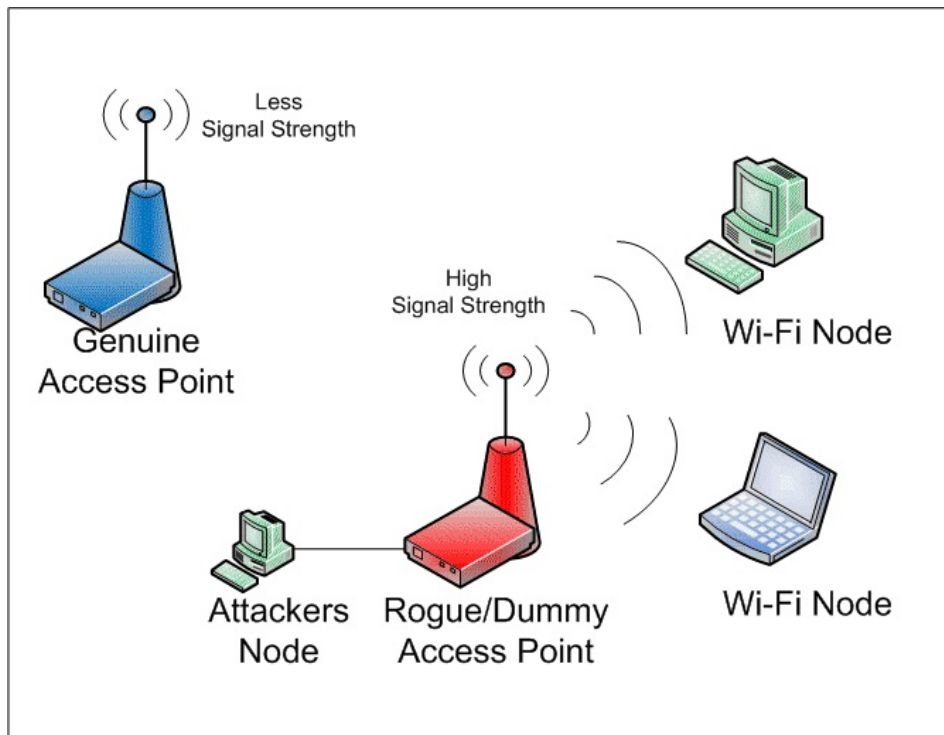 Less
Signal Strength
Genuine
Access Point
High
Signal Strength
Wi-Fi Node
Attackers
Node
Rogue/Dummy
Access Point
Wi-Fi Node